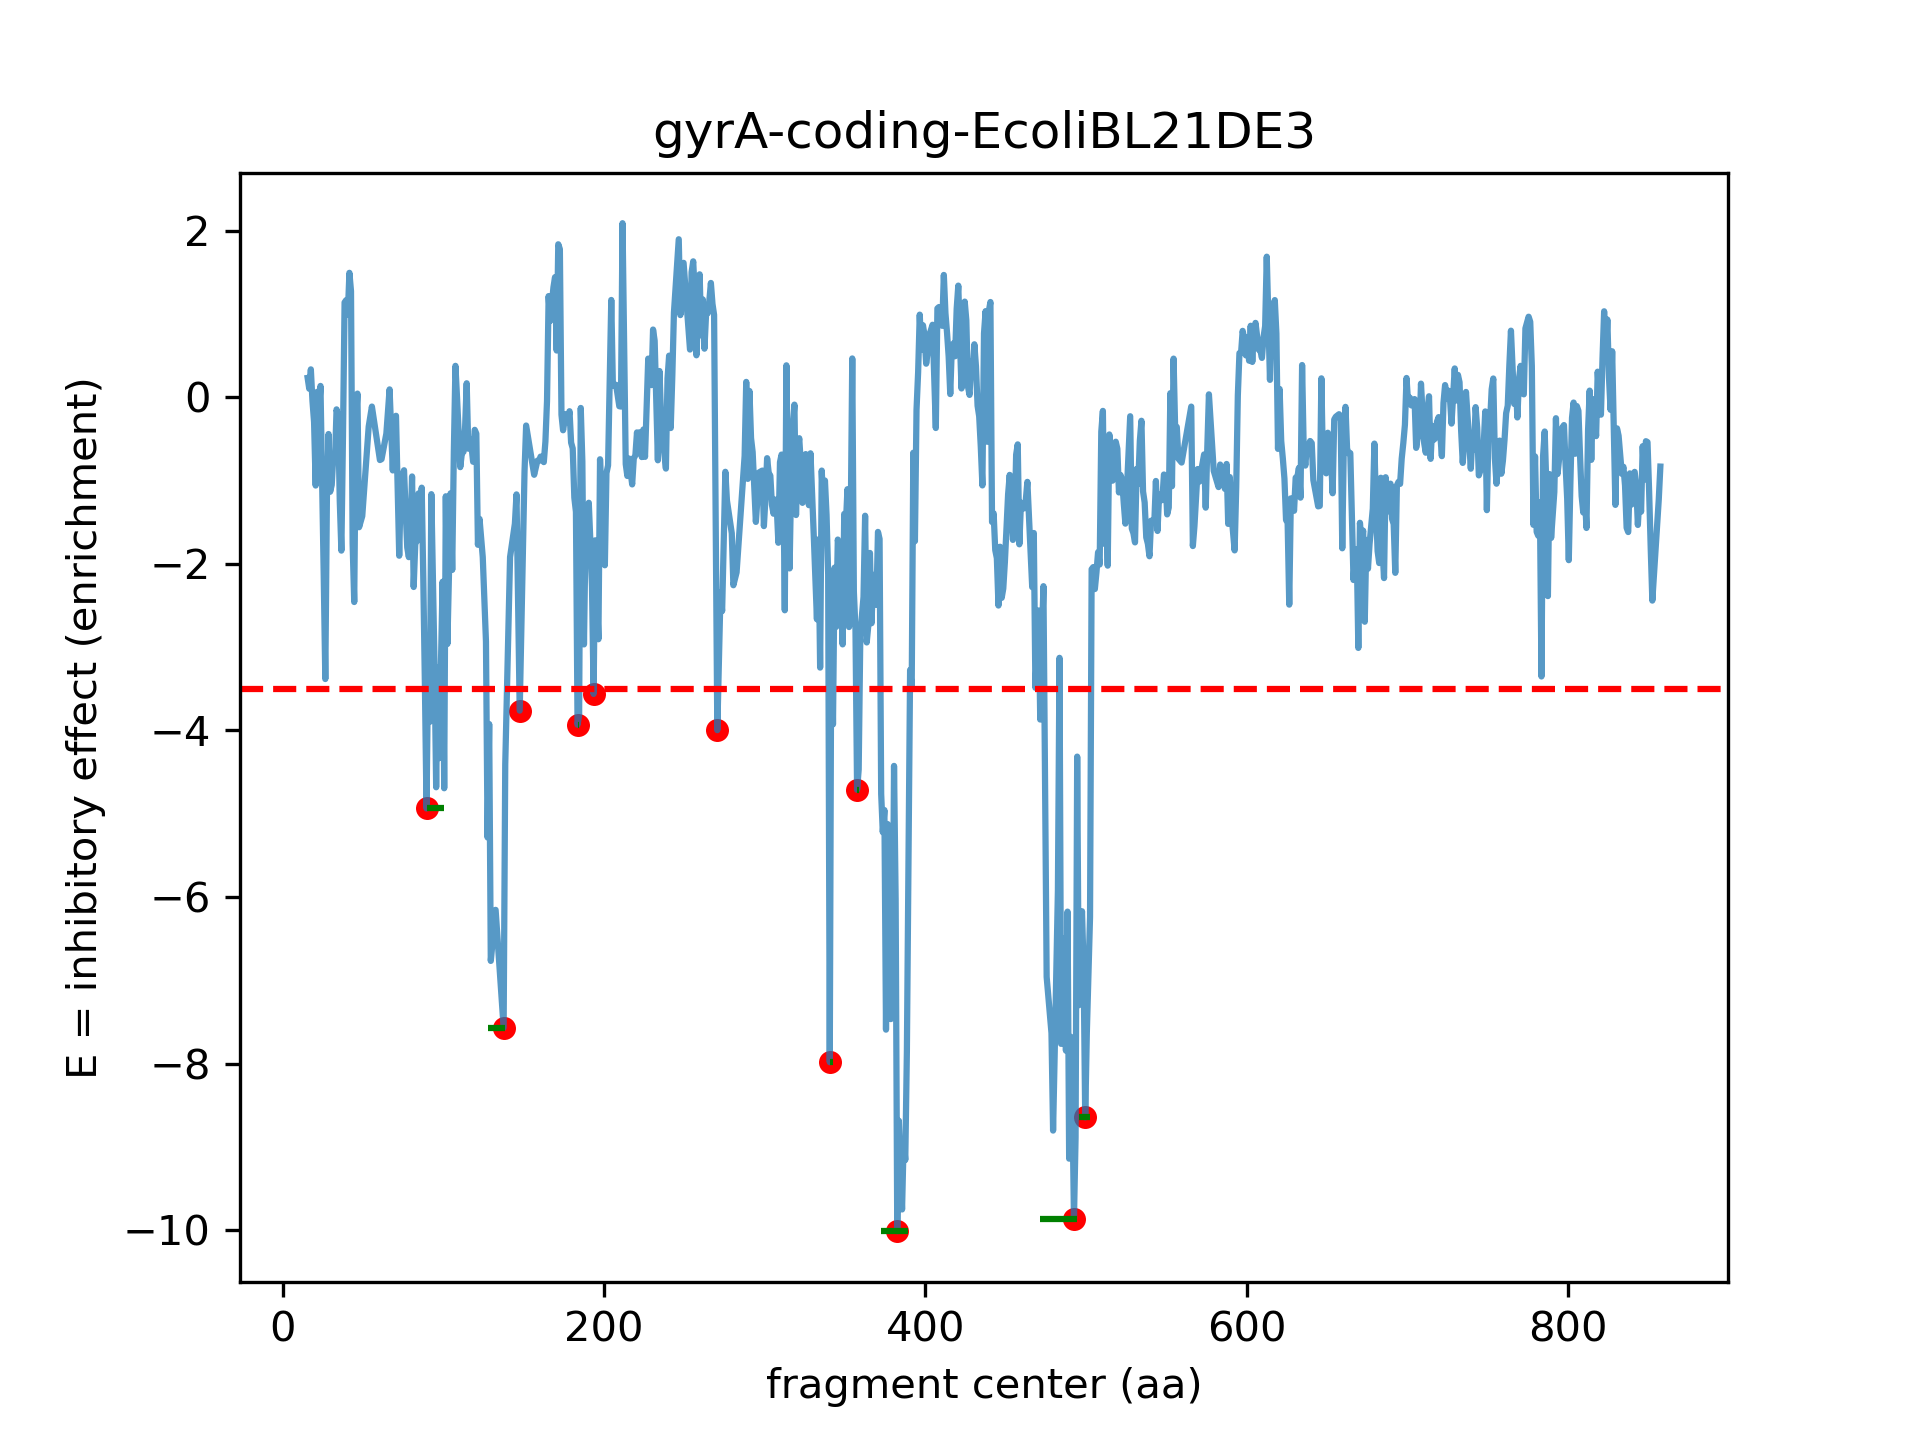 gyrA-coding-EcoliBL21DE3
E = inhibitory effect (enrichment)
2
0
−2
−4
−6
−8
−10
0 200 400 600 800
fragment center (aa)